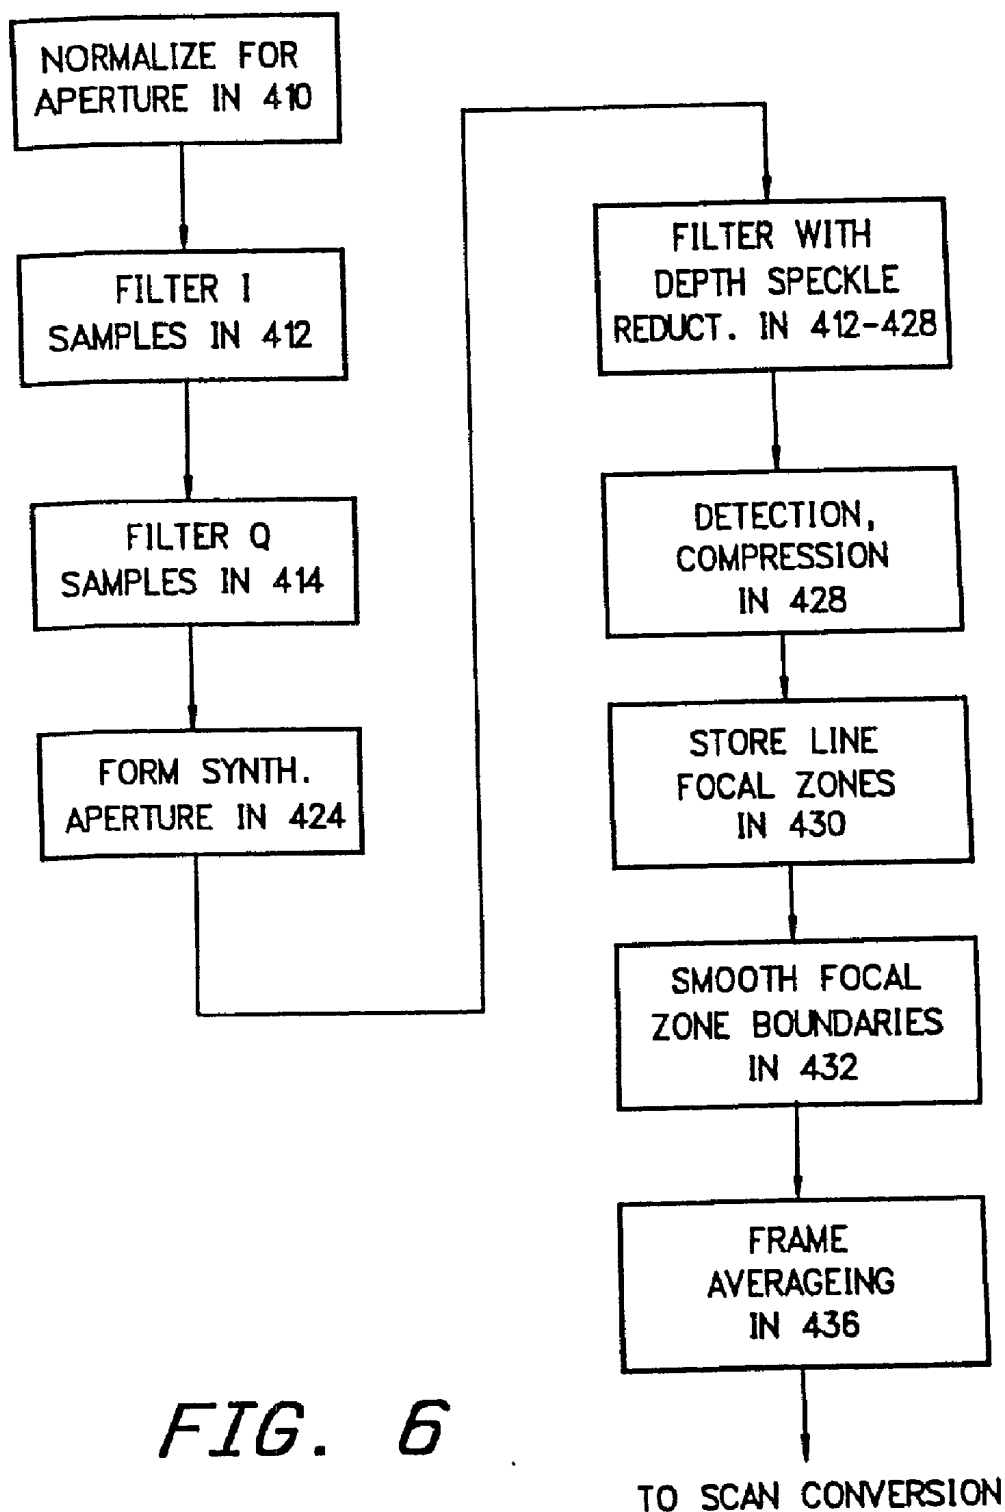 NORMALIZE FOR
APERTURE IN 410
FILTER I
SAMPLES IN 412
FILTER Q
SAMPLES IN 414
FORM SYNTH.
APERTURE IN 424
FILTER WITH
DEPTH SPECKLE
REDUCT. IN 412-428
DETECTION,
COMPRESSION
IN 428
STORE LINE
FOCAL ZONES
IN 430
SMOOTH FOCAL
ZONE BOUNDARIES
IN 432
FRAME
AVERAGEING
IN 436
TO SCAN CONVERSION
FIG. 6